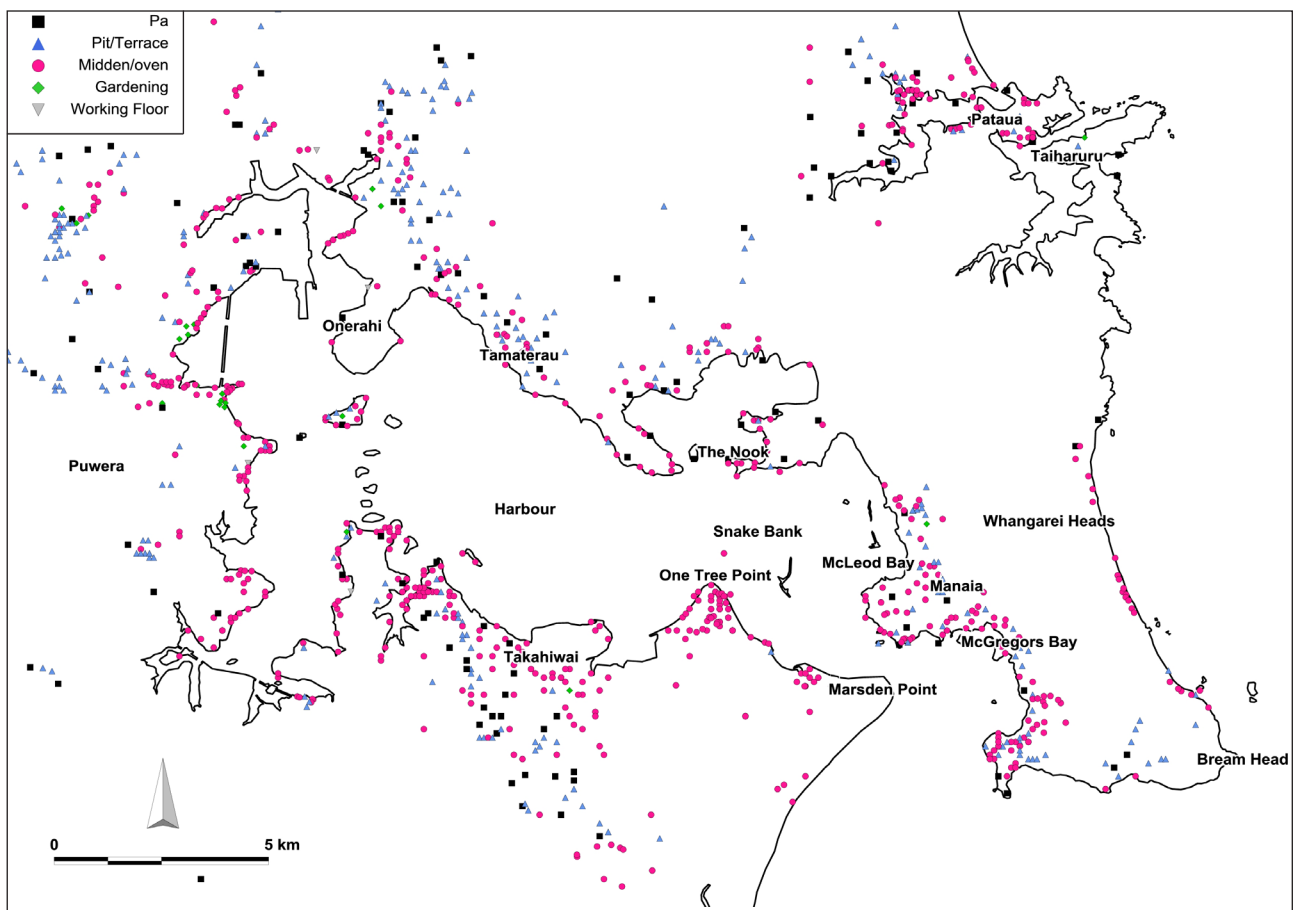 Pa
Pit/Terrace
Midden/oven
Gardening
Working Floor
Pataua
Taiharuru
Onerahi
Tamaterau
The Nook
Puwera
Harbour
Whangarei Heads
Snake Bank
McLeod Bay
One Tree Point
Manaia
McGregors Bay
Takahiwai
Marsden Point
Bream Head
0
5 km